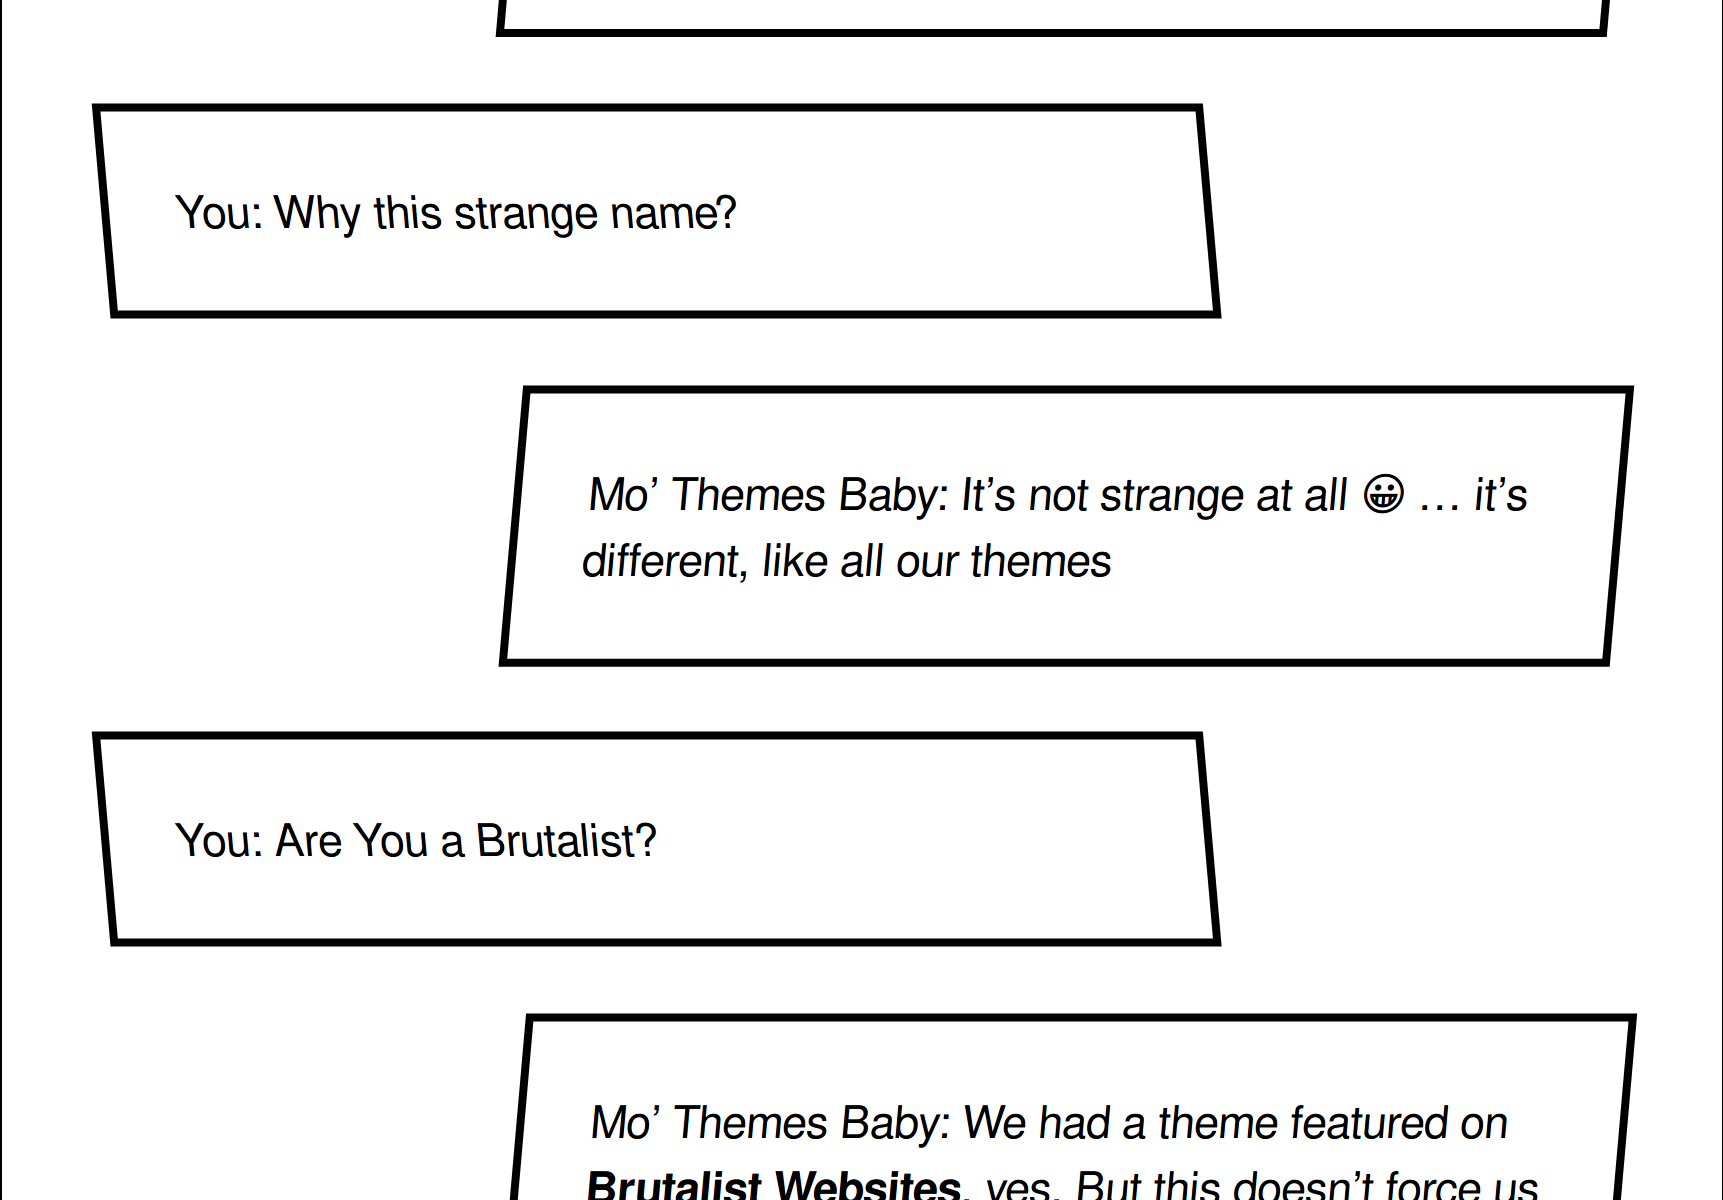 You: Why this strange name?
Mo’ Themes Baby: It’s not strange at all 😀 … it’s
different, like all our themes
You: Are You a Brutalist?
Mo’ Themes Baby: We had a theme featured on
Brutalist Websites, yes. But this doesn’t force us